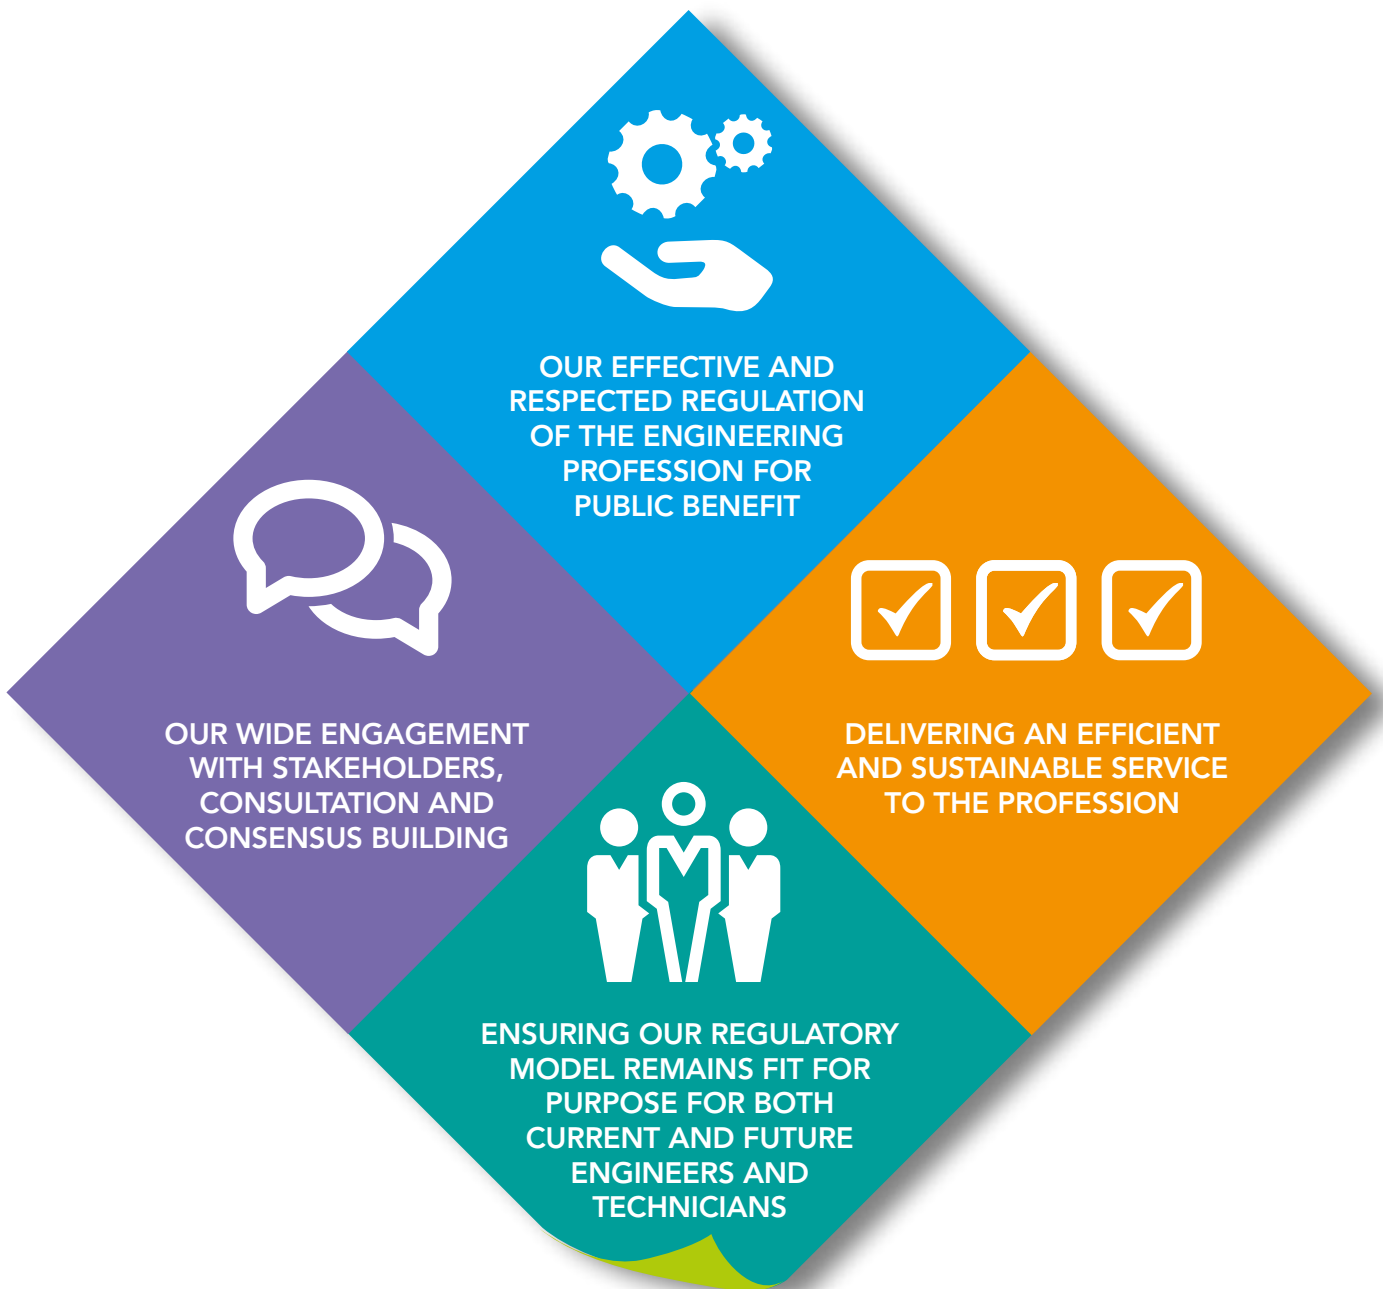 OUR EFFECTIVE AND
RESPECTED REGULATION
OF THE ENGINEERING
PROFESSION FOR
PUBLIC BENEFIT
OUR WIDE ENGAGEMENT
WITH STAKEHOLDERS,
CONSULTATION AND
CONSENSUS BUILDING
DELIVERING AN EFFICIENT
AND SUSTAINABLE SERVICE
TO THE PROFESSION
ENSURING OUR REGULATORY
MODEL REMAINS FIT FOR
PURPOSE FOR BOTH
CURRENT AND FUTURE
ENGINEERS AND
TECHNICIANS